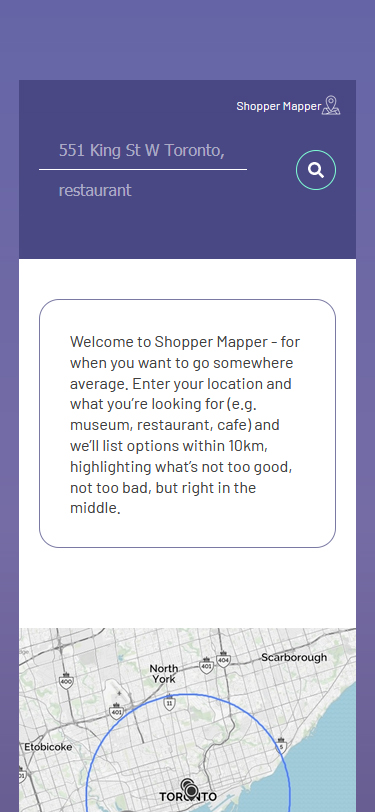 Shopper Mapper
551 King St W Toronto,
restaurant
Welcome to Shopper Mapper - for
when you want to go somewhere
average. Enter your location and
what you're looking for (e.g.
museum, restaurant, cafe) and
we'll list options within 10km,
highlighting what's not too good,
not too bad, but right in the
middle.
North
York
Scarborough
401
404
400
11
401
Etobicoke
5
TORONTO